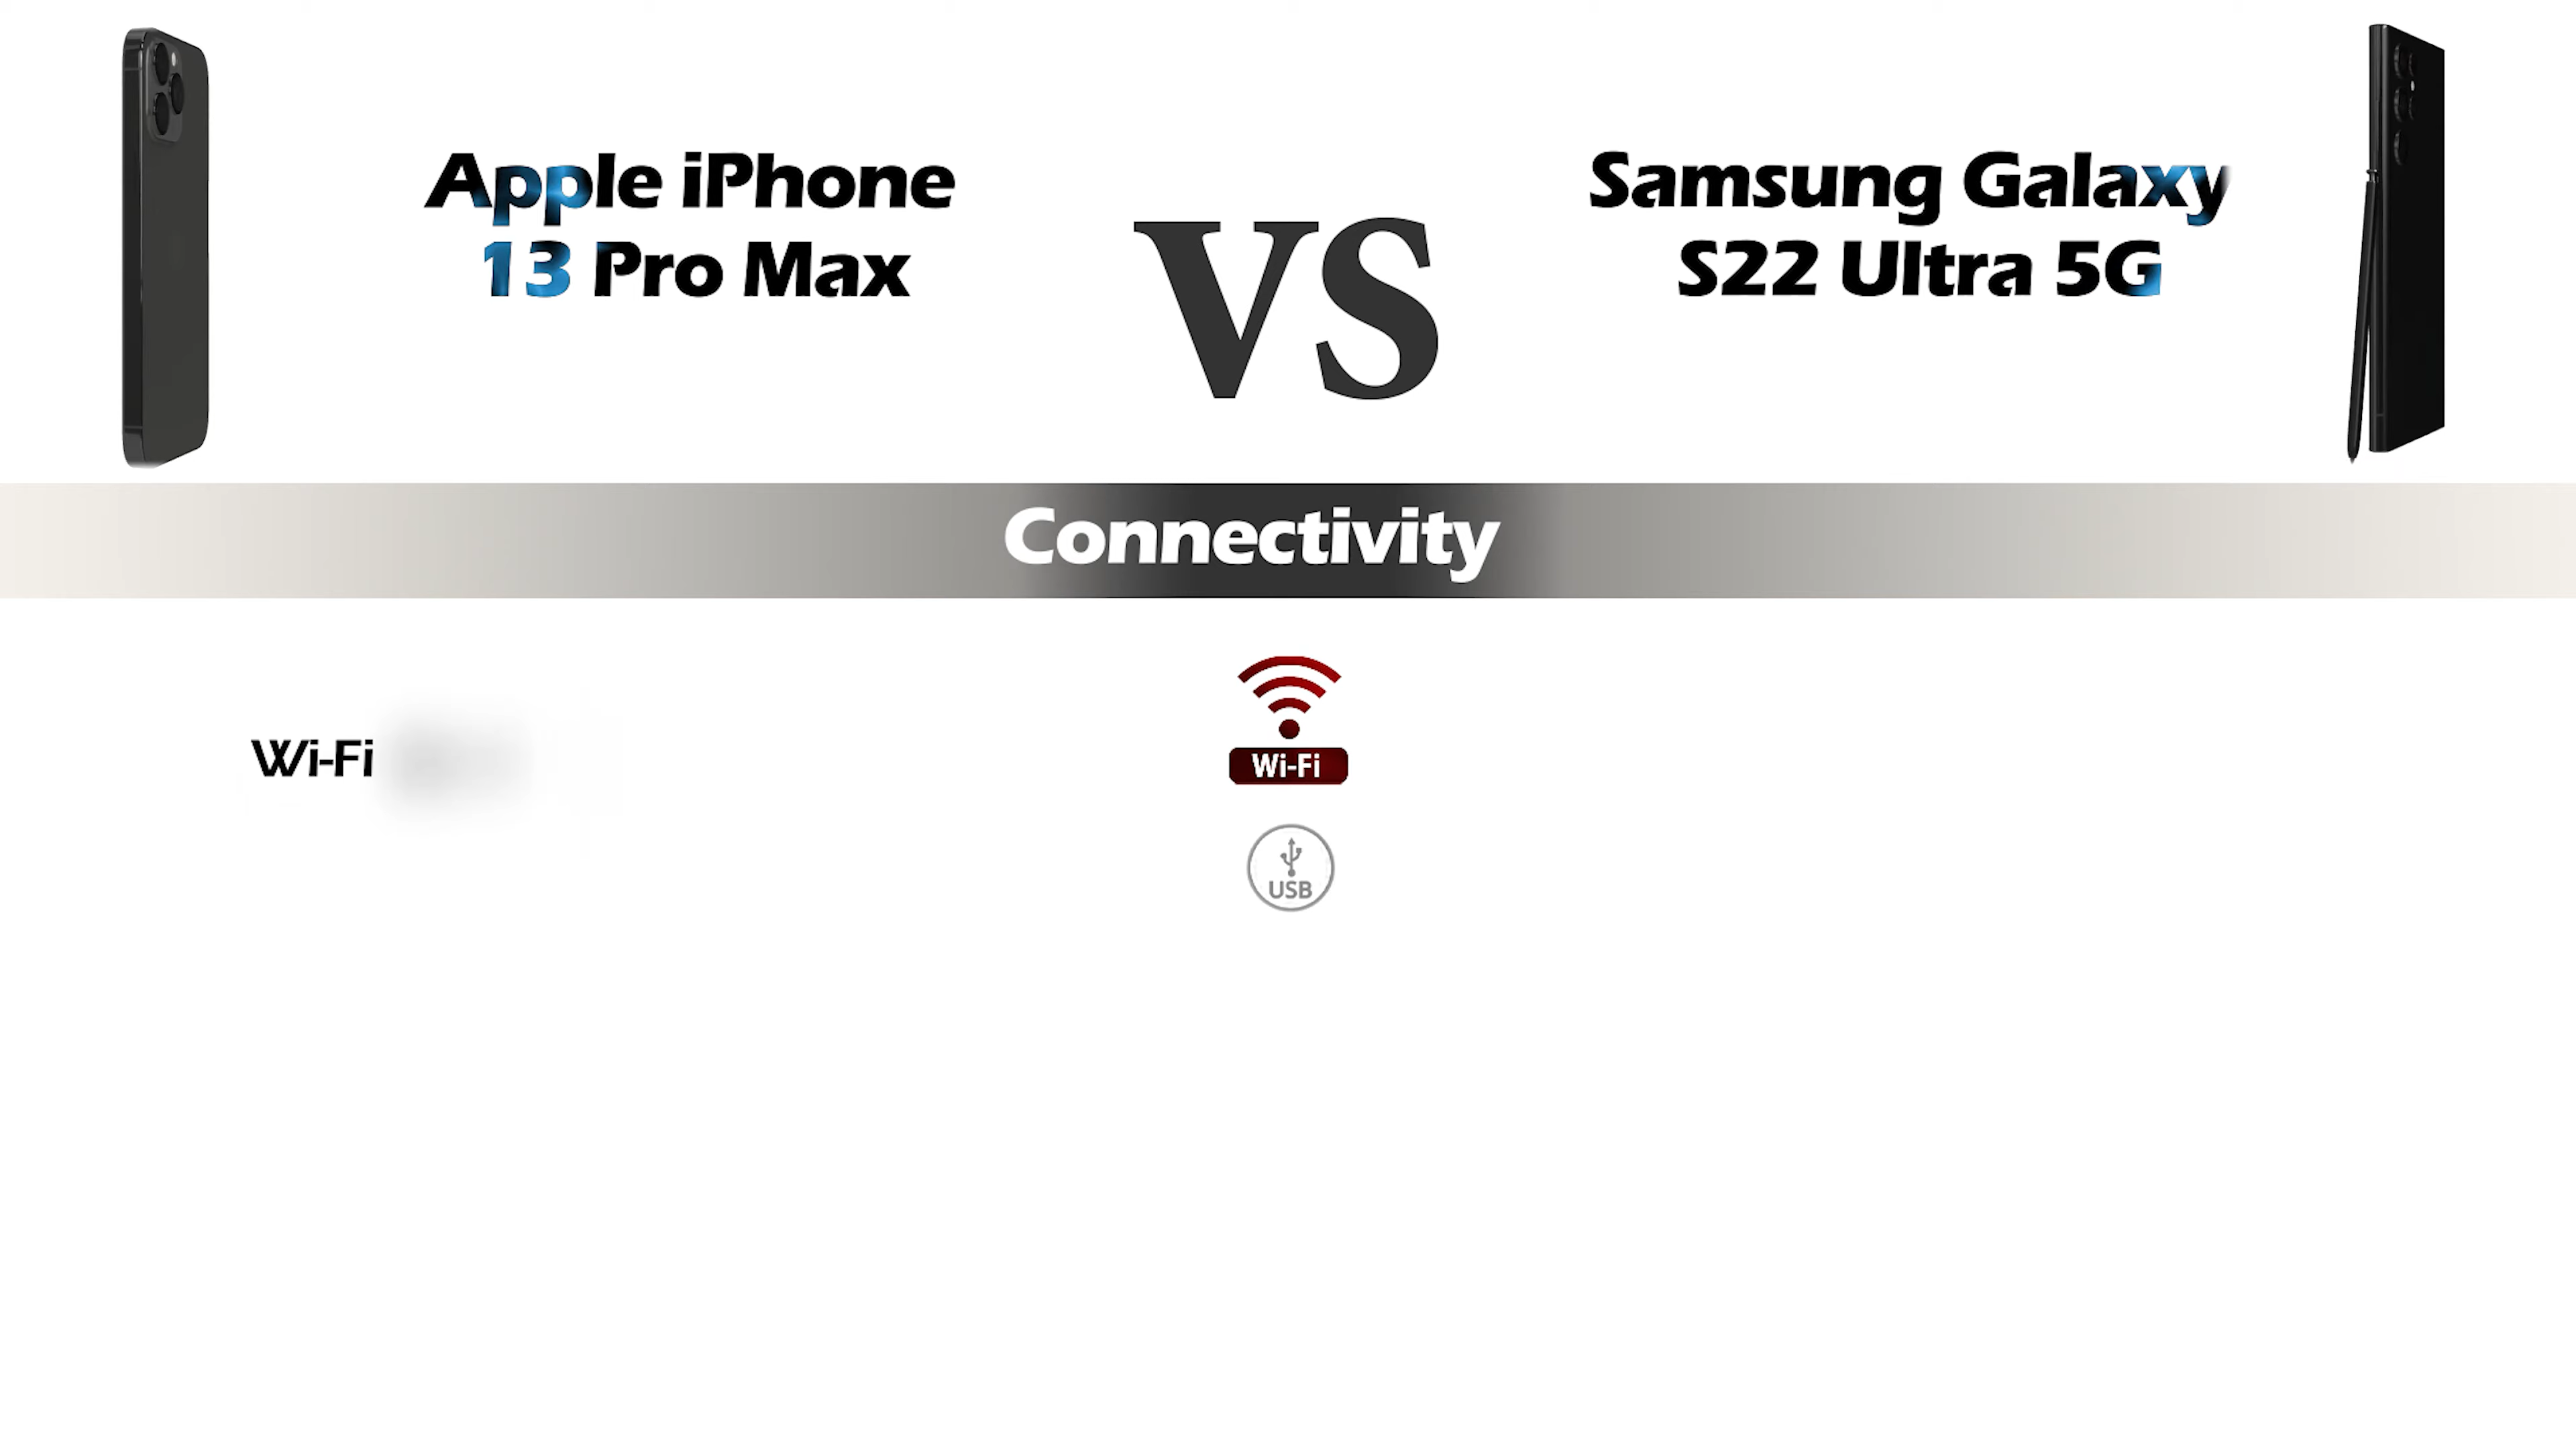 Apple iPhone
13 Pro Max
VS
Samsung Galaxy
S22 Ultra 5G
Connectivity
Wi-Fi
Wi-Fi
USB